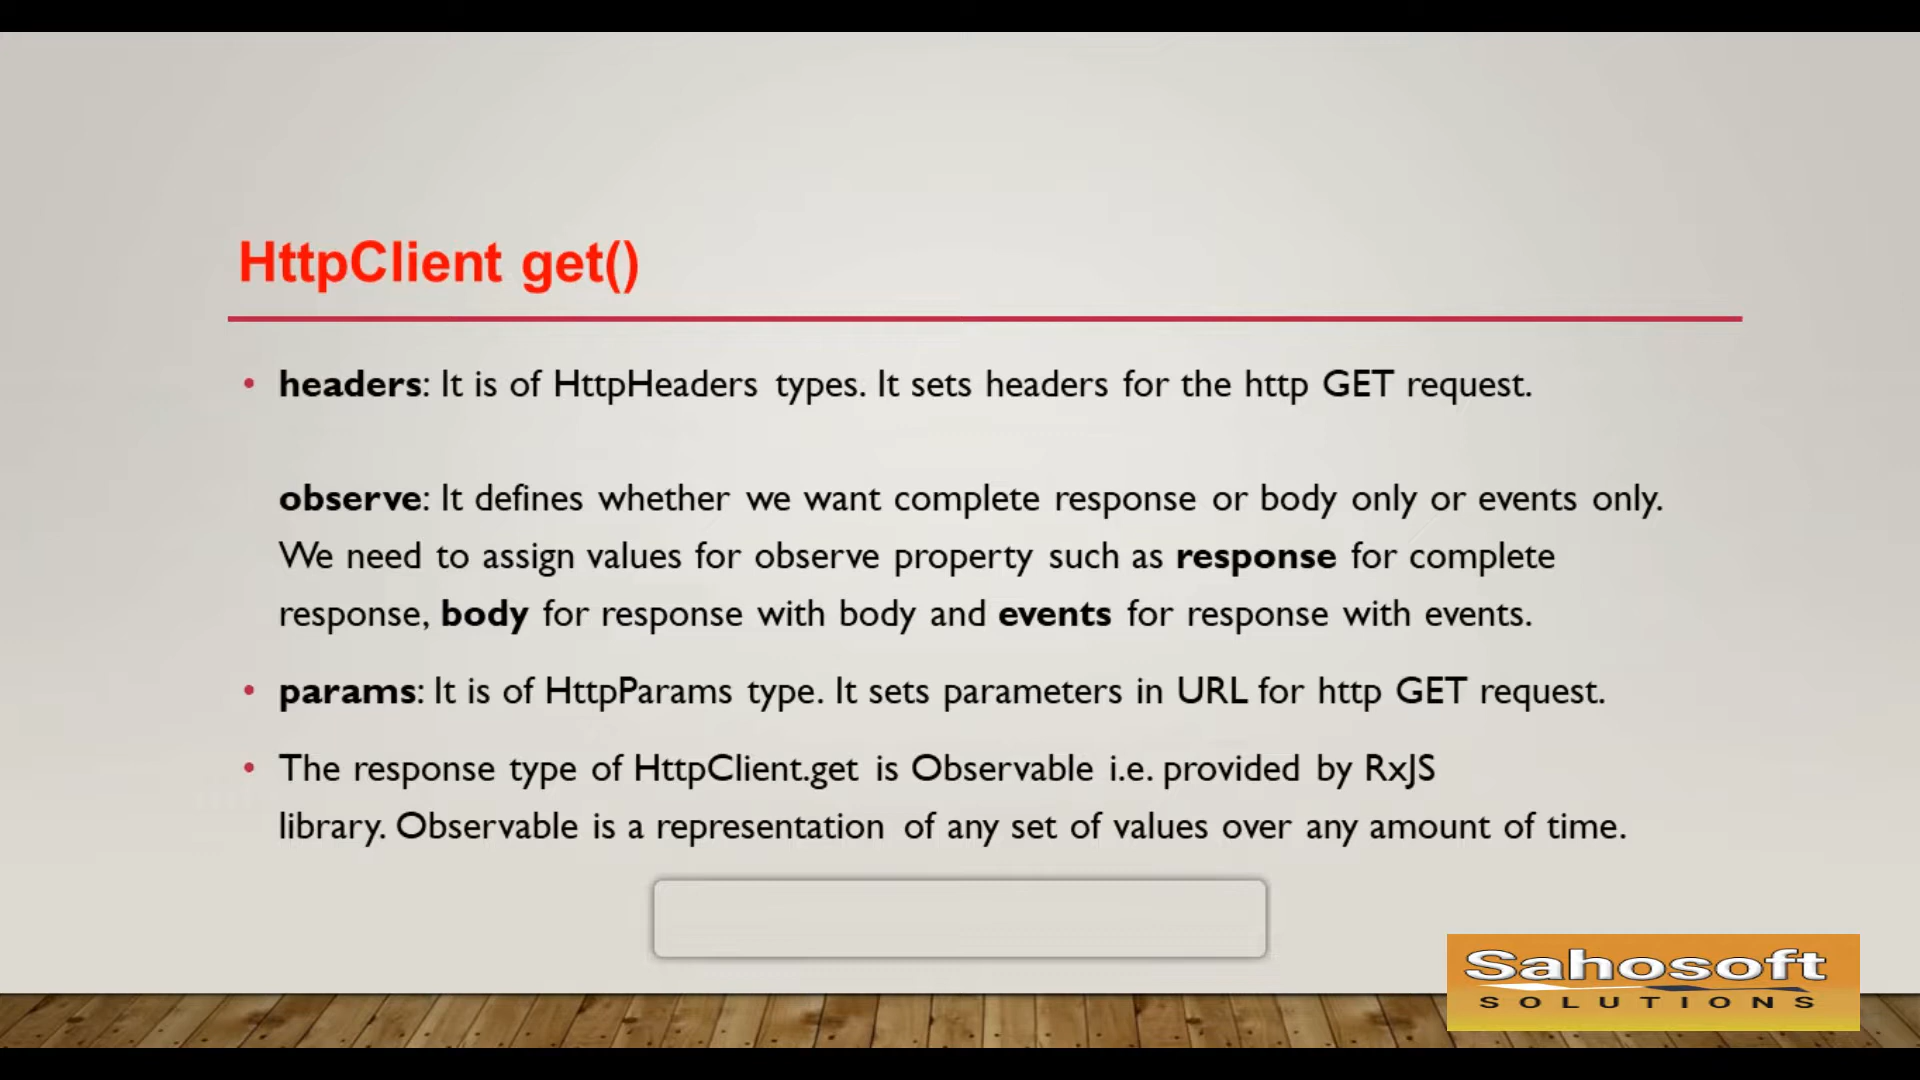 HttpClient get()
• headers: It is of HttpHeaders types. It sets headers for the http GET request.
observe: It defines whether we want complete response or body only or events only.
We need to assign values for observe property such as response for complete
response, body for response with body and events for response with events.
• params: It is of HttpParams type. It sets parameters in URL for http GET request.
• The response type of HttpClient.get is Observable i.e. provided by RxJS
library. Observable is a representation of any set of values over any amount of time.
Sahosoft
SOLUTIONS